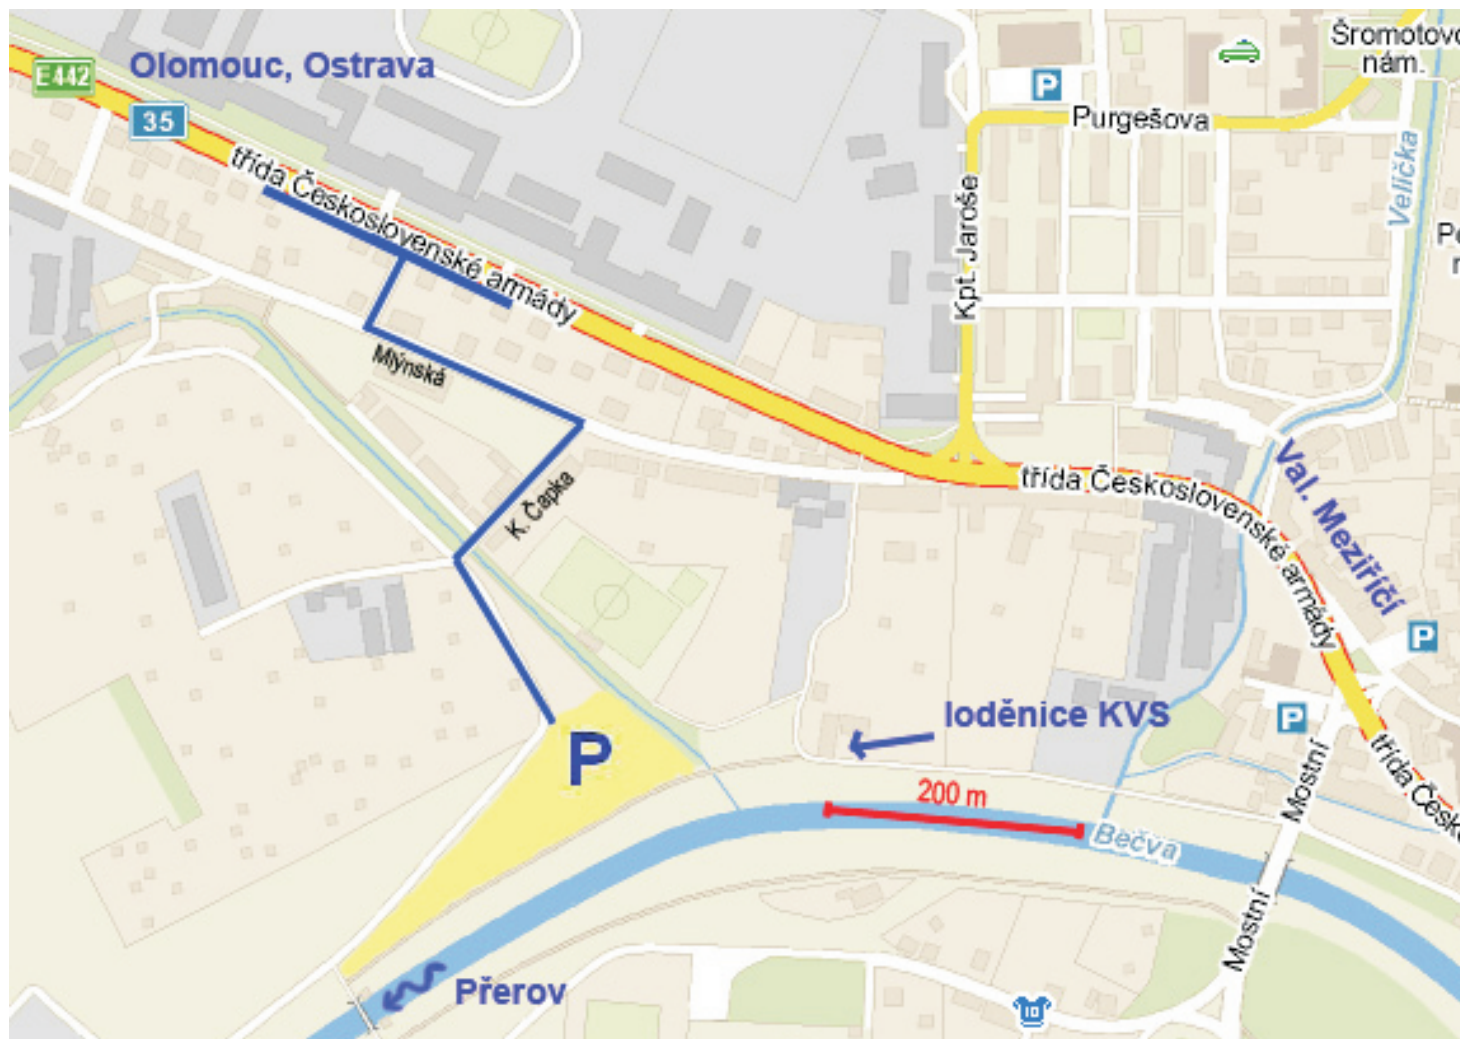 Šromotovo
nám.
Olomouc, Ostrava
E442
P
35
Purgešova
třída Československé armády
Velička
Kpt. Jaroše
Mlýnská
Val. Meziříčí
třída Československé armády
K. Čapka
P
loděnice KVS
P
P
Mostní
třída Česko
200 m
Bečva
Mostní
Přerov
10